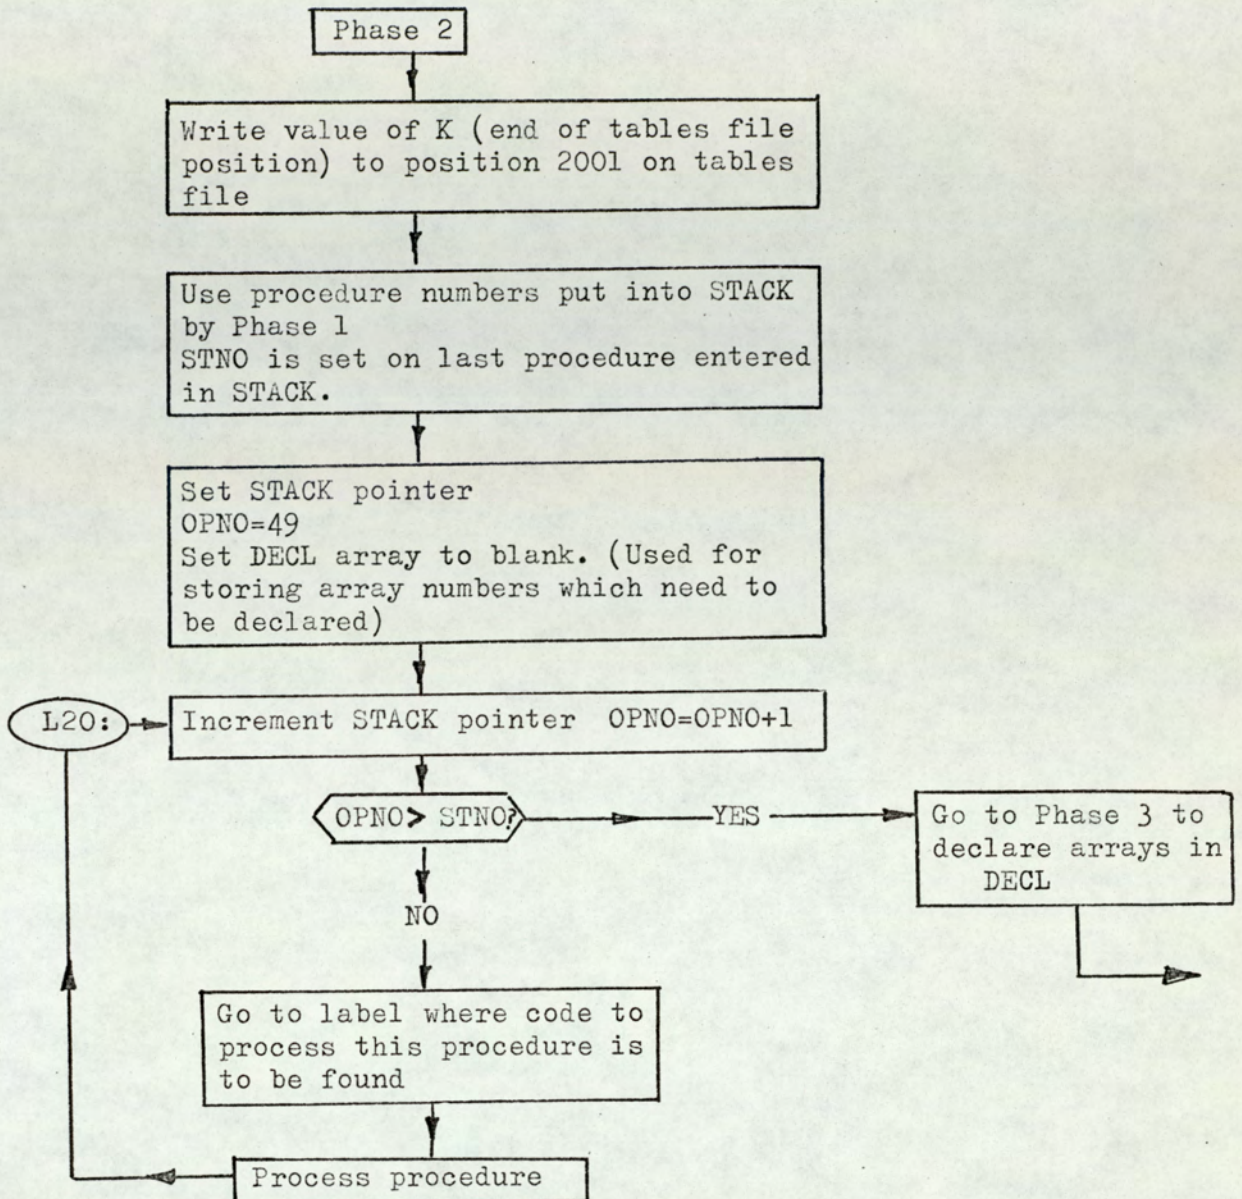 Phase 2
Write value of K (end of tables file
position) to position 2001 on tables
file
Use procedure numbers put into STACK
by Phase 1
STNO is set on last procedure entered
in STACK.
Set STACK pointer
OPNO=49
Set DECL array to blank. (Used for
storing array numbers which need to
be declared)
L20:
Increment STACK pointer OPNO=OPNO+1
OPNO> STNO?
YES
Go to Phase 3 to
declare arrays in
DECL
NO
Go to label where code to
process this procedure is
to be found
Process procedure